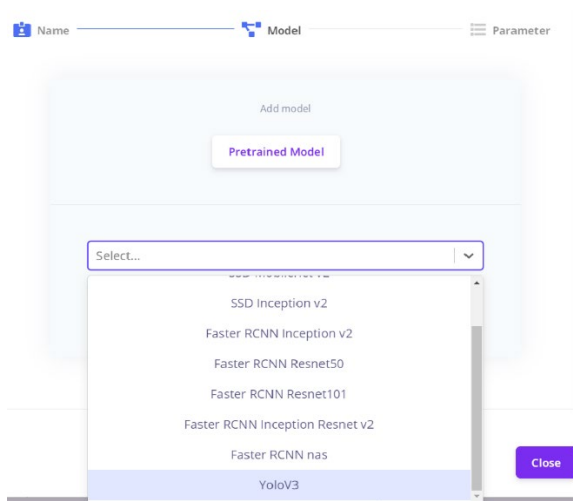 Name
Model
Parameter
Add model
Pretrained Model
Select...
SSD Inception v2
Faster RCNN Inception v2
Faster RCNN Resnet50
Faster RCNN Resnet101
Faster RCNN Inception Resnet v2
Faster RCNN nas
YoloV3
Close